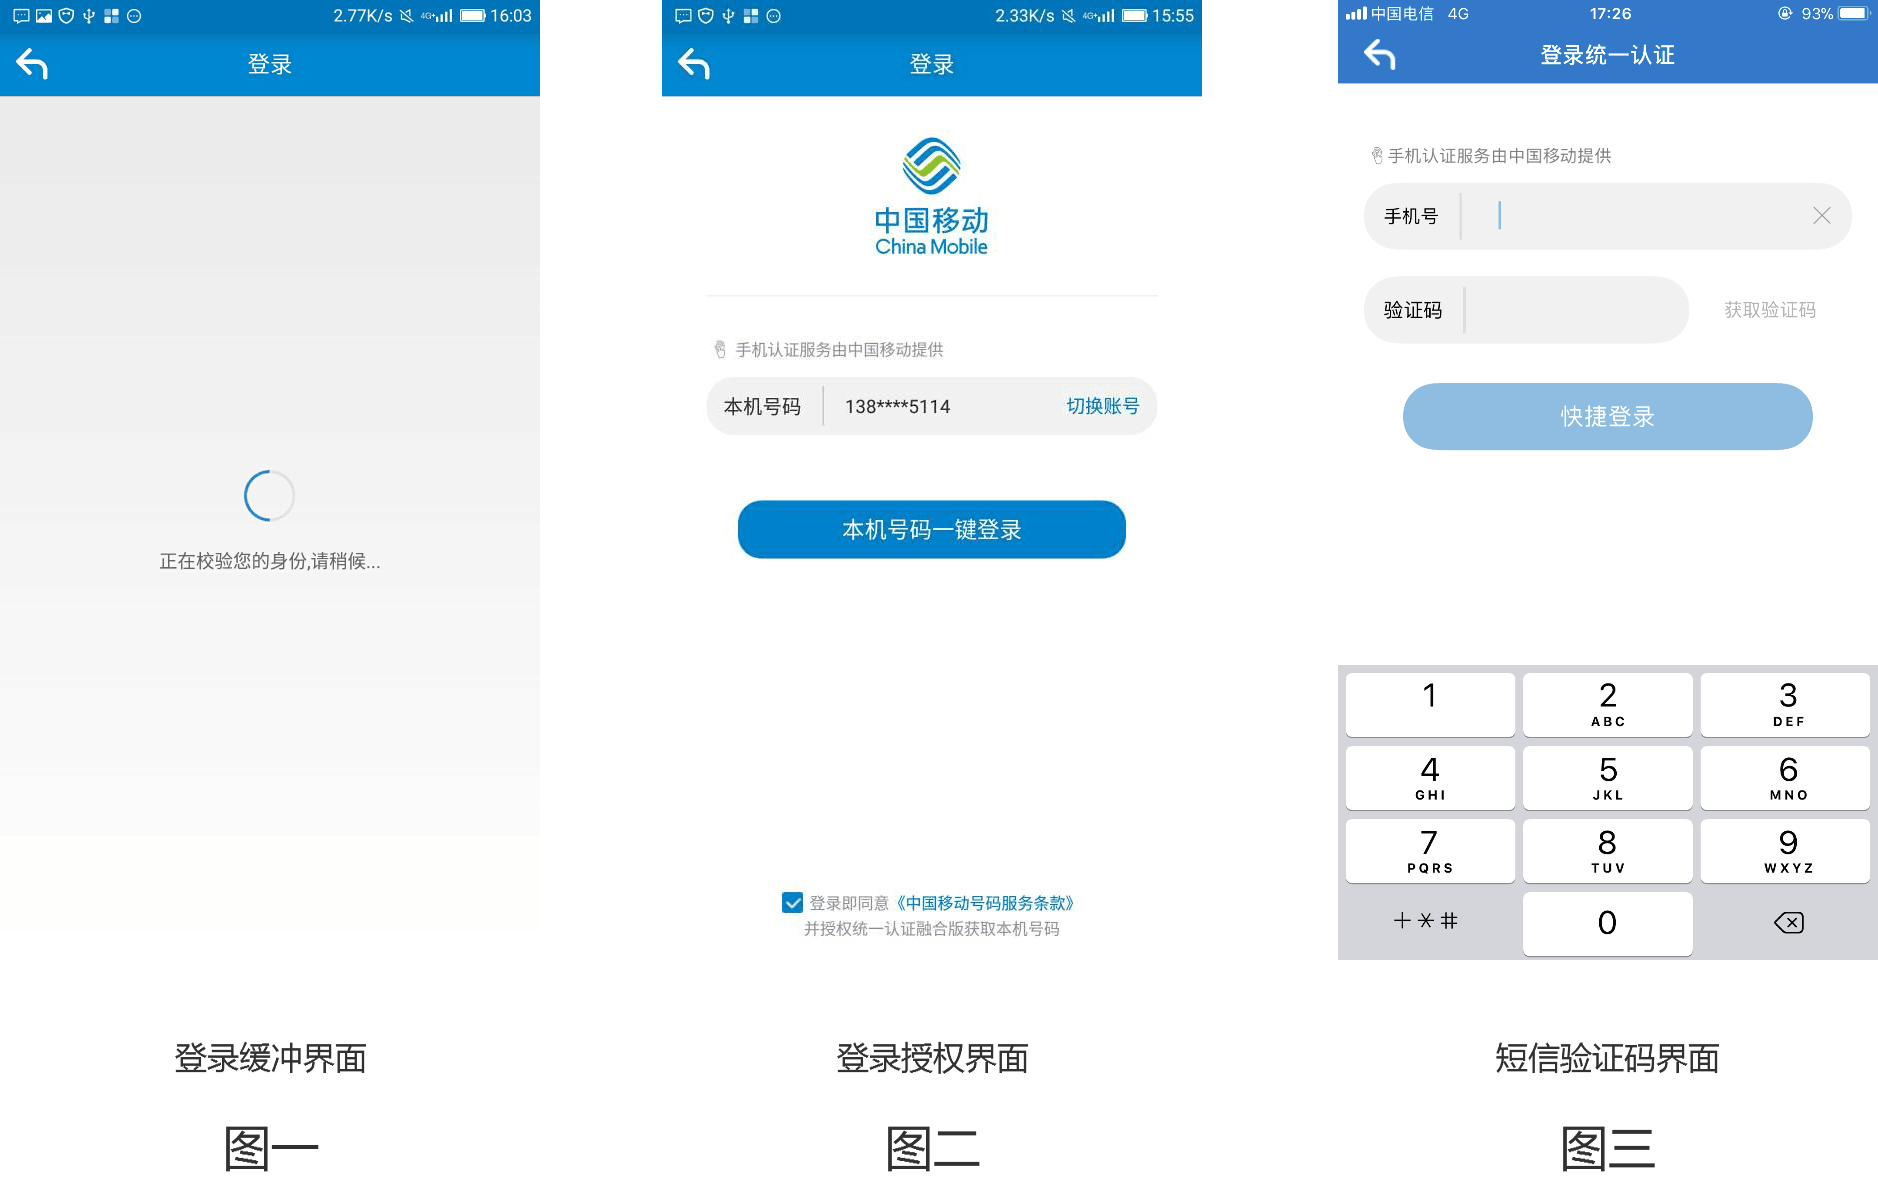 2.77K/s 4G+ 16:03
登录
正在校验您的身份,请稍候...
登录缓冲界面
图一
2.33K/s 4G+ 15:55
登录
中国移动
China Mobile
手机认证服务由中国移动提供
本机号码 138****5114 切换账号
本机号码一键登录
登录即同意《中国移动号码服务条款》
并授权统一认证融合版获取本机号码
登录授权界面
图二
中国电信 4G 17:26 93%
登录统一认证
手机认证服务由中国移动提供
手机号
验证码 获取验证码
快捷登录
1 2 3
ABC DEF
4 5 6
GHI JKL MNO
7 8 9
PQRS TUV WXYZ
+*# 0
短信验证码界面
图三